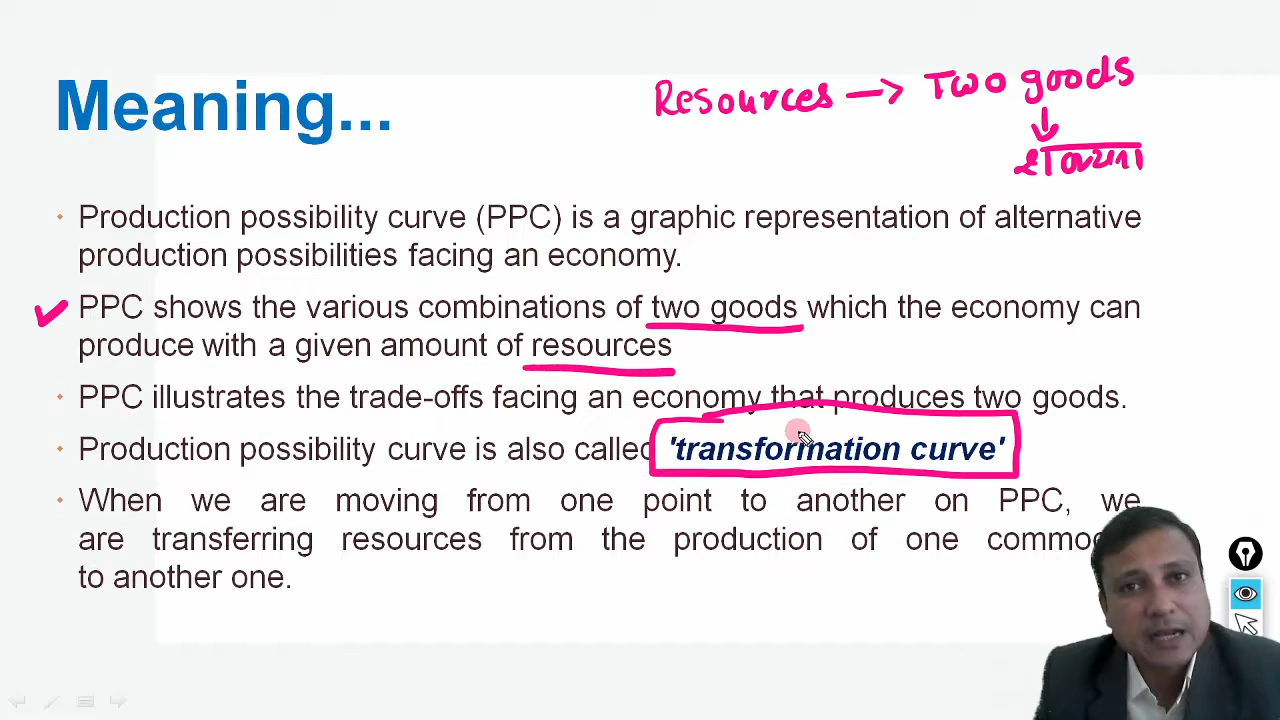 Meaning...
Resources → Two goods
↓
• Production possibility curve (PPC) is a graphic representation of alternative
production possibilities facing an economy.
PPC shows the various combinations of two goods which the economy can
produce with a given amount of resources
• PPC illustrates the trade-offs facing an economy that produces two goods.
• Production possibility curve is also called 'transformation curve'
• When we are moving from one point to another on PPC, we
are transferring resources from the production of one
to another one.